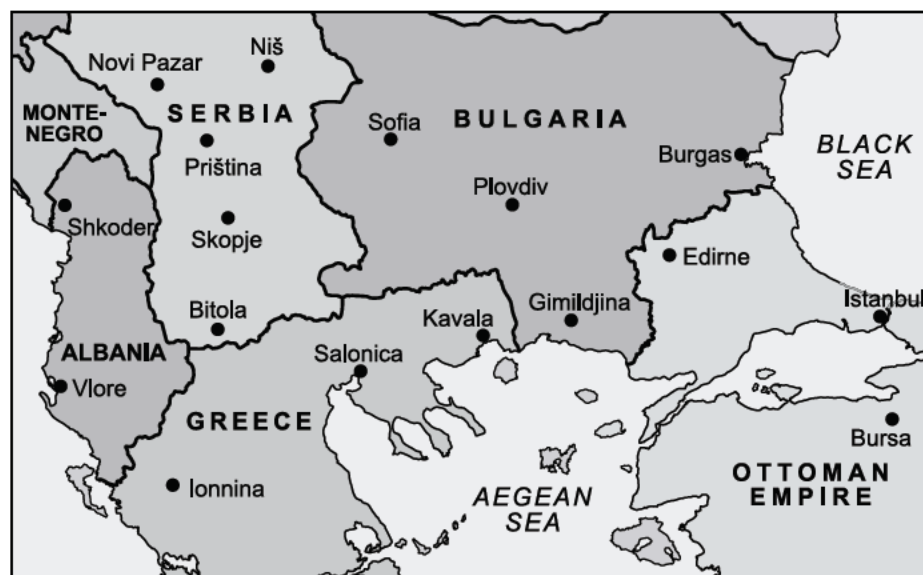 Niš
Novi Pazar
MONTE-
NEGRO
SERBIA
Sofia
BULGARIA
Burgas
BLACK
SEA
Priština
Plovdiv
Shkoder
Skopje
Edirne
Bitola
Gimildjina
Istanbul
Kavala
ALBANIA
Salonica
Vlore
GREECE
Bursa
OTTOMAN
EMPIRE
Ionnina
AEGEAN
SEA